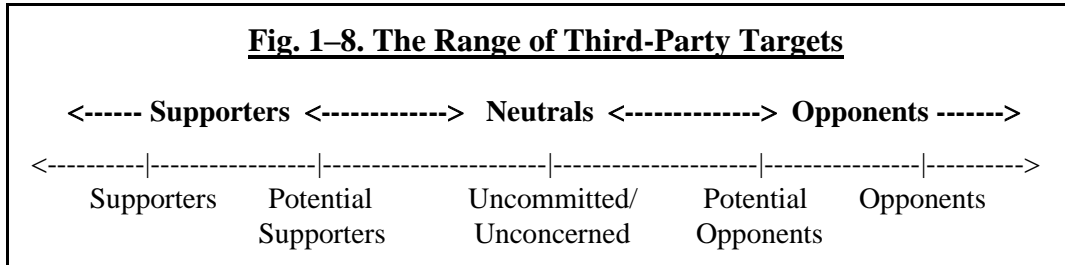 Fig. 1–8. The Range of Third-Party Targets
<------ Supporters <-------------> Neutrals <--------------> Opponents ------->
<----------|-----------------|-----------------------|---------------------|----------------|---------->
Supporters Potential Uncommitted/ Potential Opponents
Supporters Unconcerned Opponents